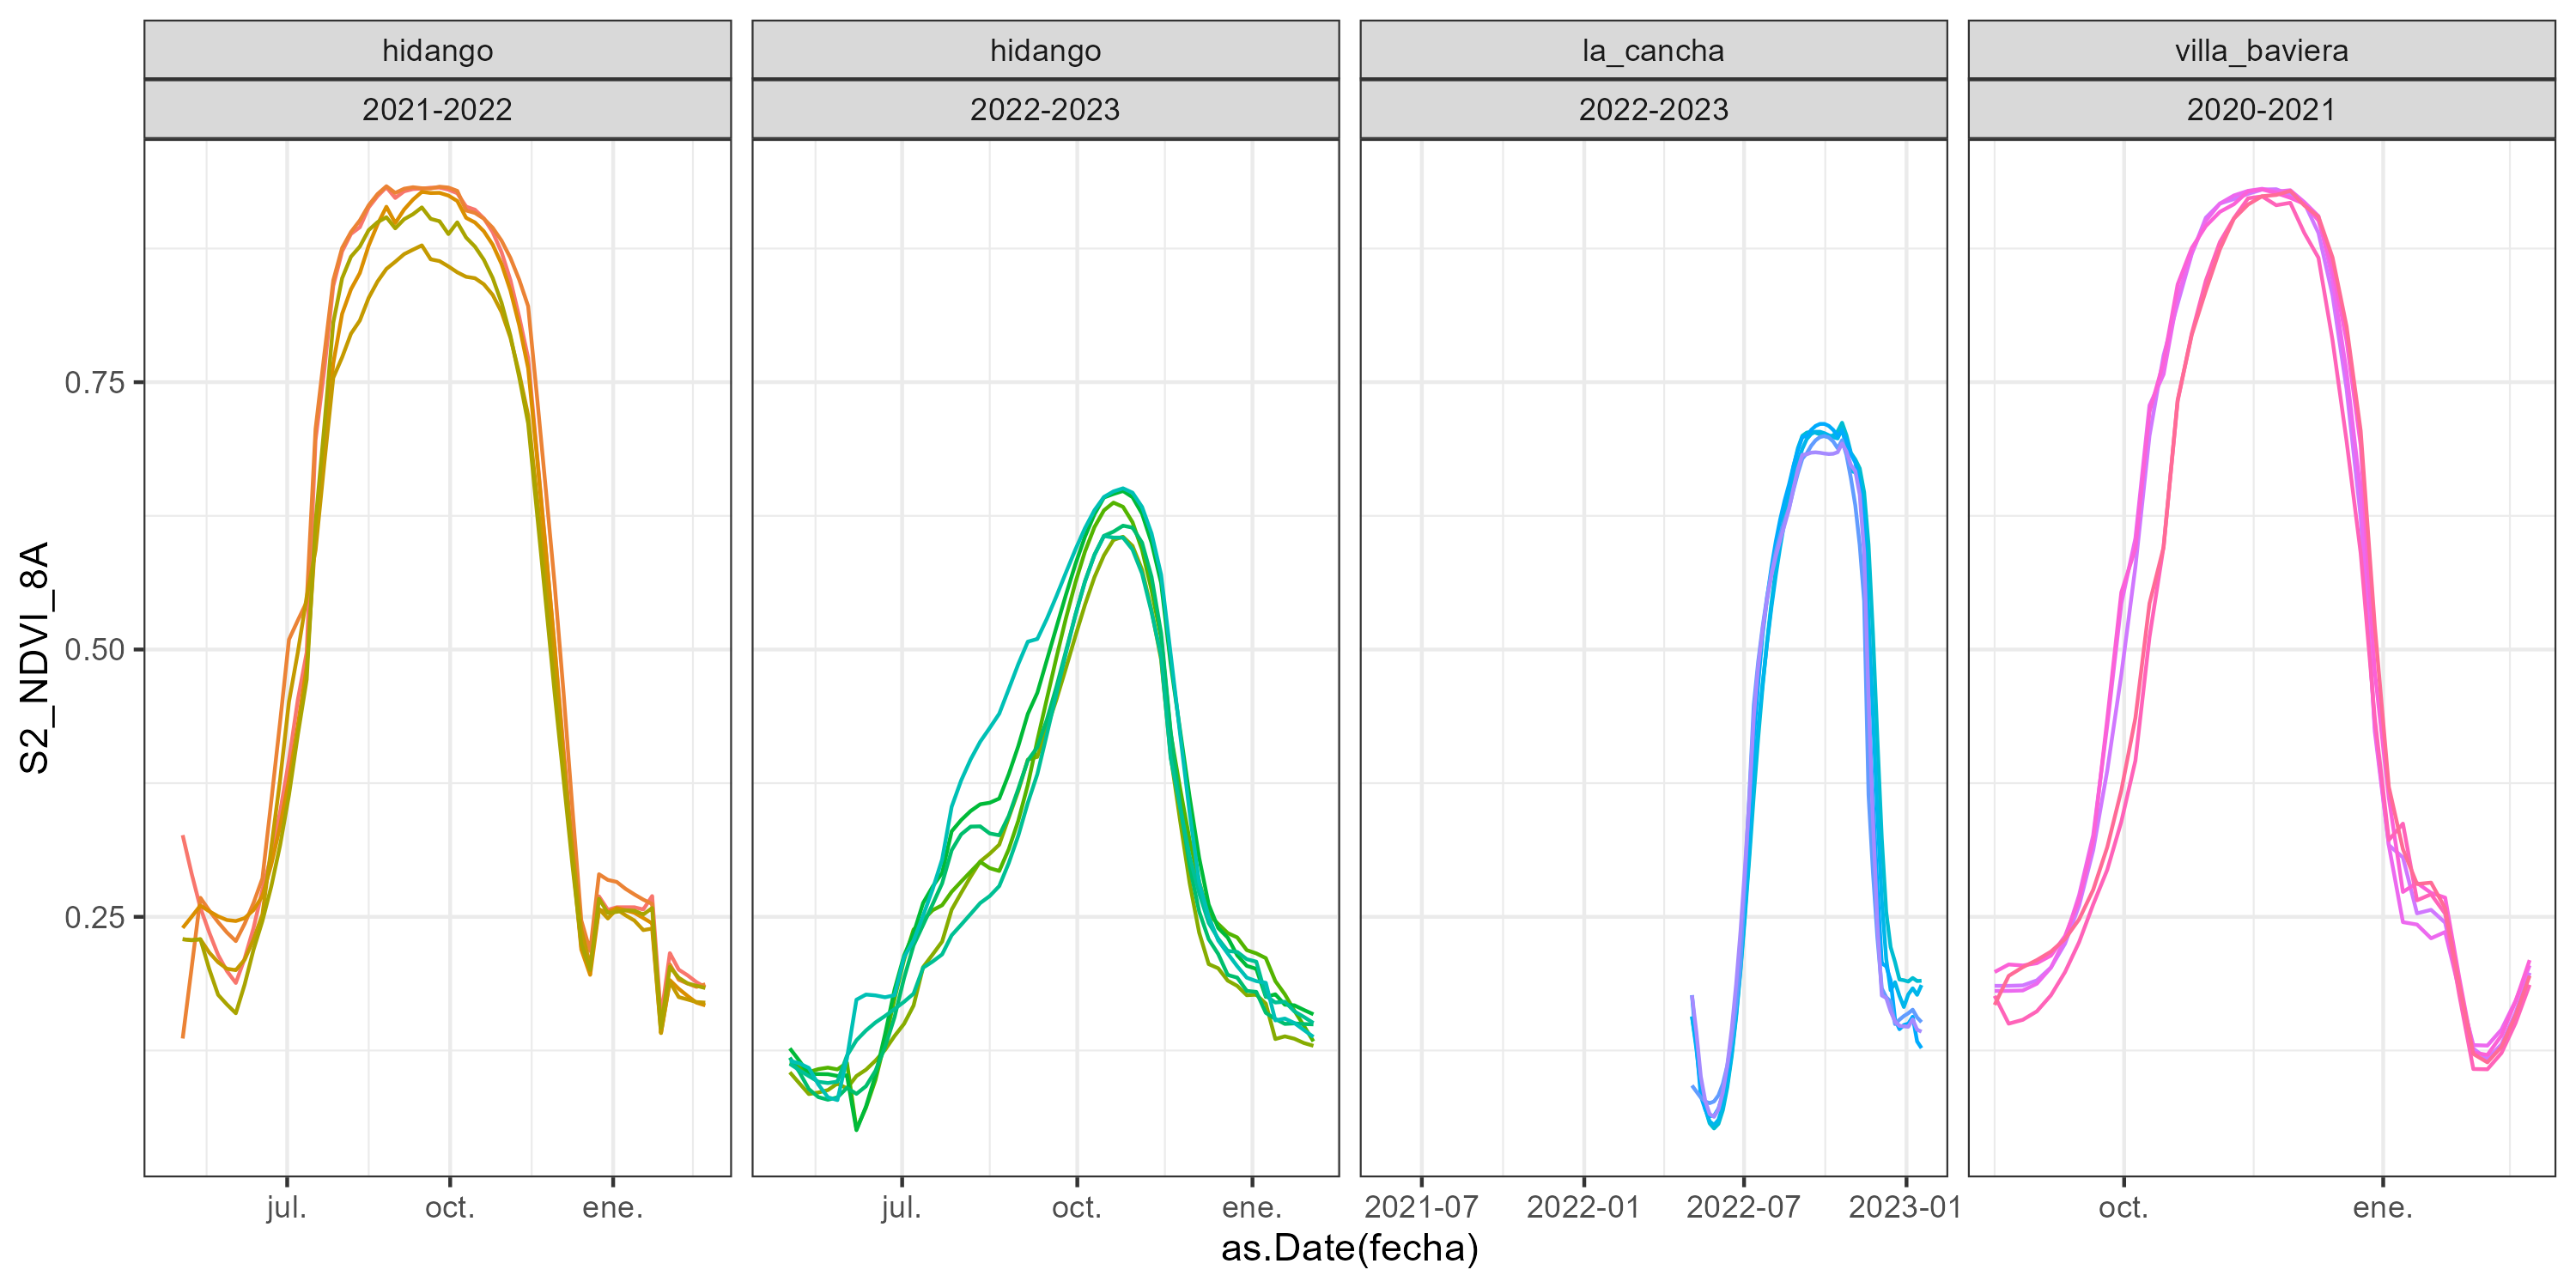 hidango hidango la_cancha villa_baviera
2021-2022 2022-2023 2022-2023 2020-2021
S2_NDVI_8A
0.75
0.50
0.25
jul. oct. ene. jul. oct. ene. 2021-07 2022-01 2022-07 2023-01 oct. ene.
as.Date(fecha)